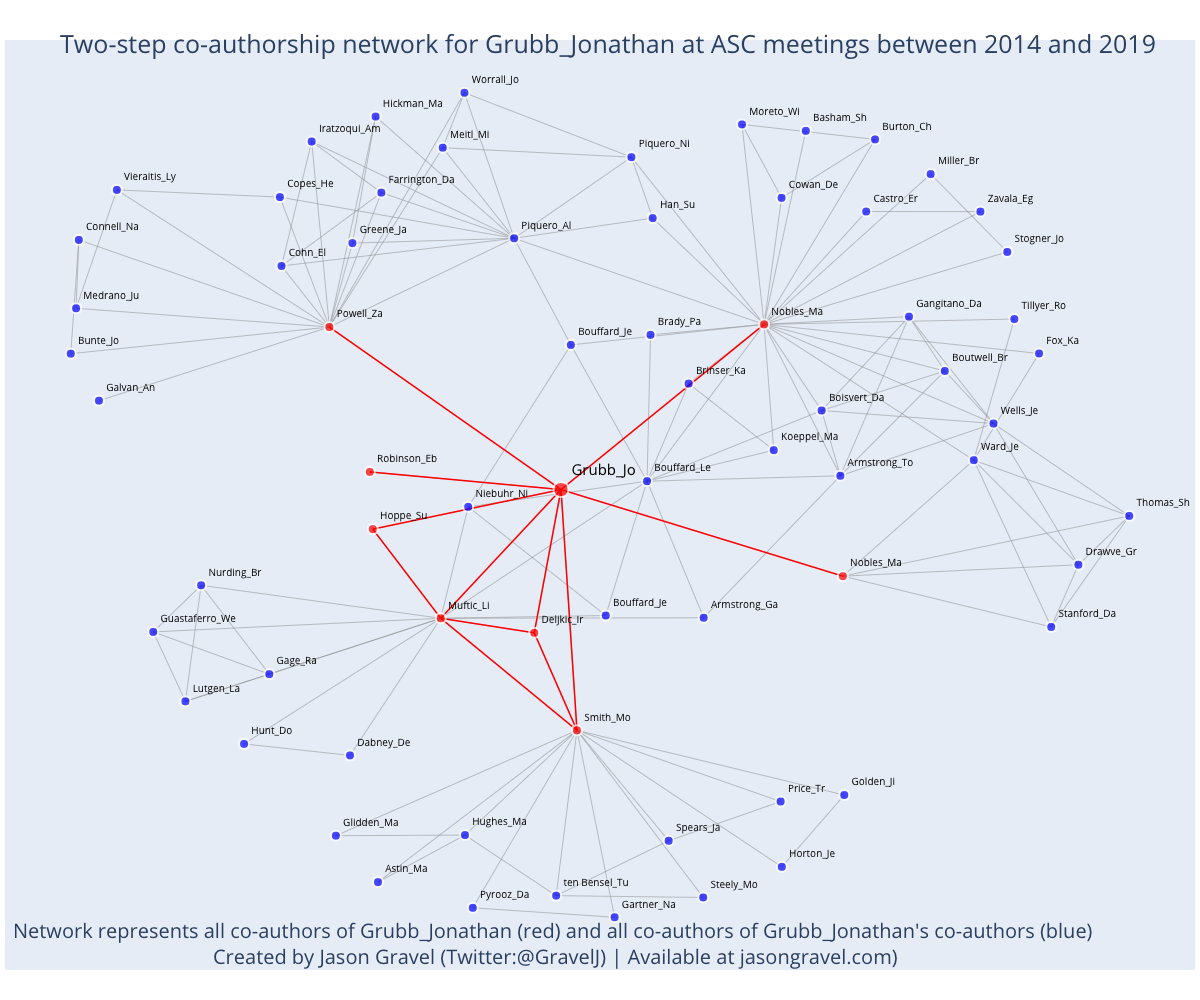 Two-step co-authorship network for Grubb_Jonathan at ASC meetings between 2014 and 2019
Worrall_Jo
Hickman_Ma
Moreto_Wi
Basham_Sh
Burton_Ch
Iratzoqui_Am
Meitl_Mi
Piquero_Ni
Miller_Br
Vieraitis_Ly
Copes_He
Farrington_Da
Cowan_De
Castro_Er
Zavala_Eg
Han_Su
Connell_Na
Greene_Ja
Piquero_Al
Stogner_Jo
Cohn_El
Medrano_Ju
Powell_Za
Nobles_Ma
Gangitano_Da
Tillyer_Ro
Bunte_Jo
Bouffard_Je
Brady_Pa
Fox_Ka
Boutwell_Br
Galvan_An
Brinser_Ka
Boisvert_Da
Wells_Je
Koeppel_Ma
Ward_Je
Robinson_Eb
Grubb_Jo
Bouffard_Le
Armstrong_To
Niebuhr_Ni
Thomas_Sh
Hoppe_Su
Drawve_Gr
Nobles_Ma
Nurding_Br
Muftic_Li
Bouffard_Je
Armstrong_Ga
Guastaferro_We
Deljkic_Ir
Stanford_Da
Gage_Ra
Lutgen_La
Smith_Mo
Hunt_Do
Dabney_De
Price_Tr
Golden_Ji
Glidden_Ma
Hughes_Ma
Spears_Ja
Horton_Je
Astin_Ma
ten Bensel_Tu
Steely_Mo
Pyrooz_Da
Gartner_Na
Network represents all co-authors of Grubb_Jonathan (red) and all co-authors of Grubb_Jonathan's co-authors (blue)
Created by Jason Gravel (Twitter:@GravelJ) | Available at jasongravel.com)